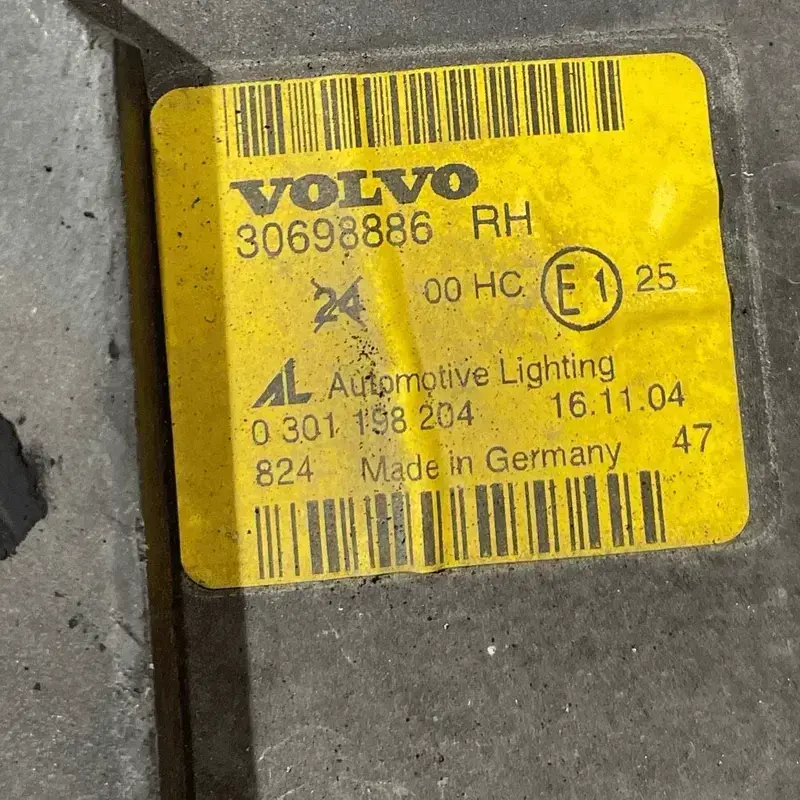 VOLVO
30698886 RH
24 00 HC E1 25
AL Automotive Lighting
0 301 198 204 16.11.04
824 Made in Germany 47